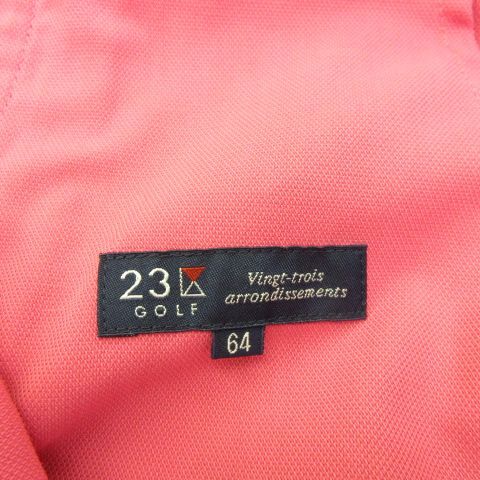 23
GOLF
Vingt-trois
arrondissements
64